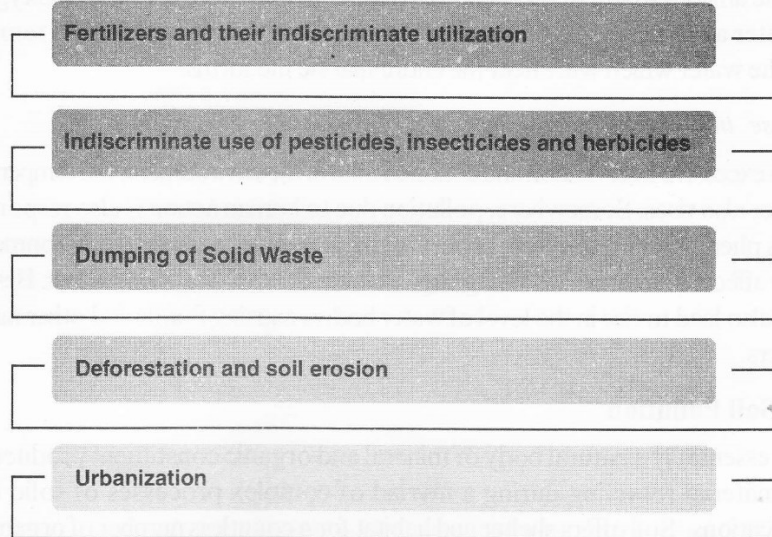 Fertilizers and their indiscriminate utilization
Indiscriminate use of pesticides, insecticides and herbicides
Dumping of Solid Waste
Deforestation and soil erosion
Urbanization